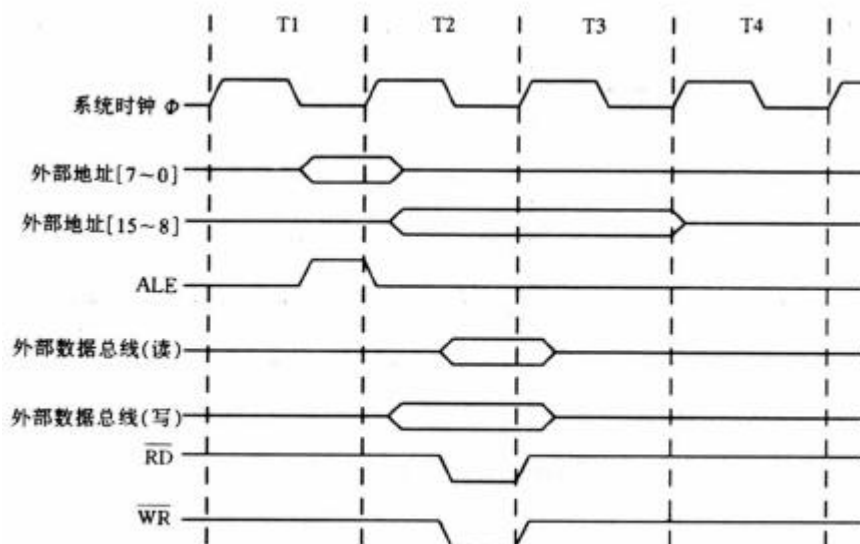 T1 T2 T3 T4
系统时钟 Φ
外部地址[7~0]
外部地址[15~8]
ALE
外部数据总线(读)
外部数据总线(写)
RD
WR